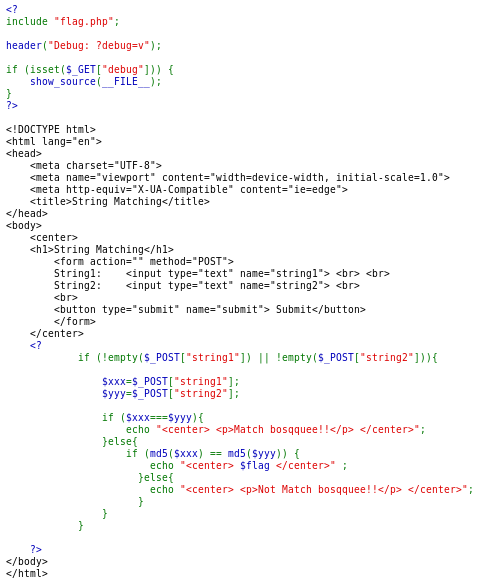 <?
include "flag.php";
header("Debug: ?debug=v");
if (isset($_GET["debug"])) {
    show_source(__FILE__);
}
?>
<!DOCTYPE html>
<html lang="en">
<head>
    <meta charset="UTF-8">
    <meta name="viewport" content="width=device-width, initial-scale=1.0">
    <meta http-equiv="X-UA-Compatible" content="ie=edge">
    <title>String Matching</title>
</head>
<body>
    <center>
    <h1>String Matching</h1>
        <form action="" method="POST">
        String1:    <input type="text" name="string1"> <br> <br>
        String2:    <input type="text" name="string2"> <br>
        <br>
        <button type="submit" name="submit"> Submit</button>
        </form>
    </center>
    <?
            if (!empty($_POST["string1"]) || !empty($_POST["string2"])){
                $xxx=$_POST["string1"];
                $yyy=$_POST["string2"];
                if ($xxx===$yyy){
                    echo "<center> <p>Match bosqquee!!</p> </center>";
                }else{
                    if (md5($xxx) == md5($yyy)) {
                        echo "<center> $flag </center>" ;
                      }else{
                        echo "<center> <p>Not Match bosqquee!!</p> </center>";
                      }
                }
            }
    ?>
</body>
</html>